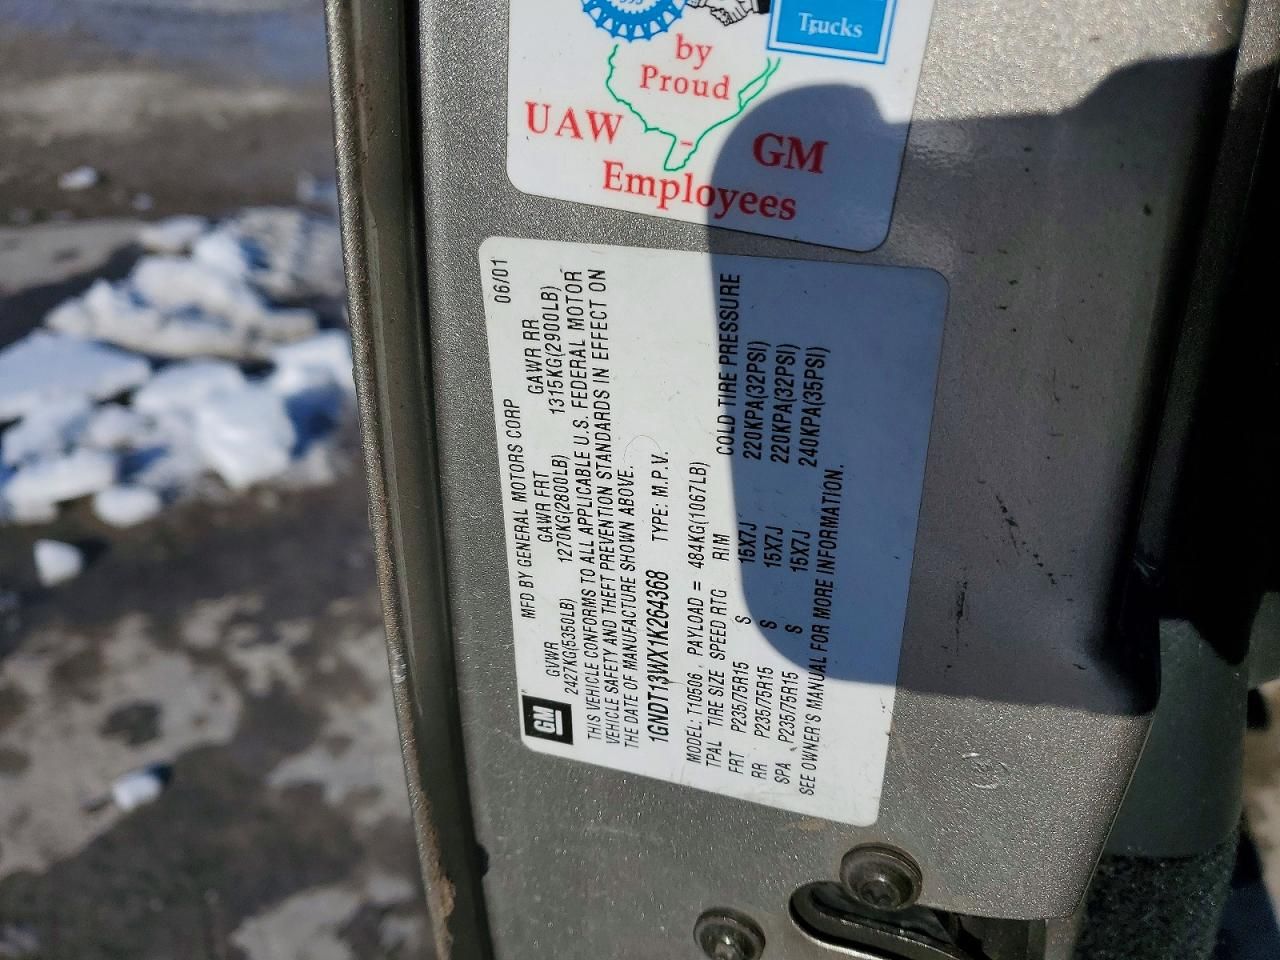 Trucks
by
Proud
UAW - GM
Employees
MFD BY GENERAL MOTORS CORP 06/01
GM
GVWR GAWR FRT GAWR RR
2427KG(5350LB) 1270KG(2800LB) 1315KG(2900LB)
THIS VEHICLE CONFORMS TO ALL APPLICABLE U.S. FEDERAL MOTOR
VEHICLE SAFETY AND THEFT PREVENTION STANDARDS IN EFFECT ON
THE DATE OF MANUFACTURE SHOWN ABOVE.
1GNDT13WX1K264368 TYPE: M.P.V.
MODEL: T10506 , PAYLOAD = 484KG(1067LB)
TPAL TIRE SIZE SPEED RTG RIM COLD TIRE PRESSURE
FRT P235/75R15 S 15X7J 220KPA(32PSI)
RR P235/75R15 S 15X7J 220KPA(32PSI)
SPA P235/75R15 S 15X7J 240KPA(35PSI)
SEE OWNER'S MANUAL FOR MORE INFORMATION.